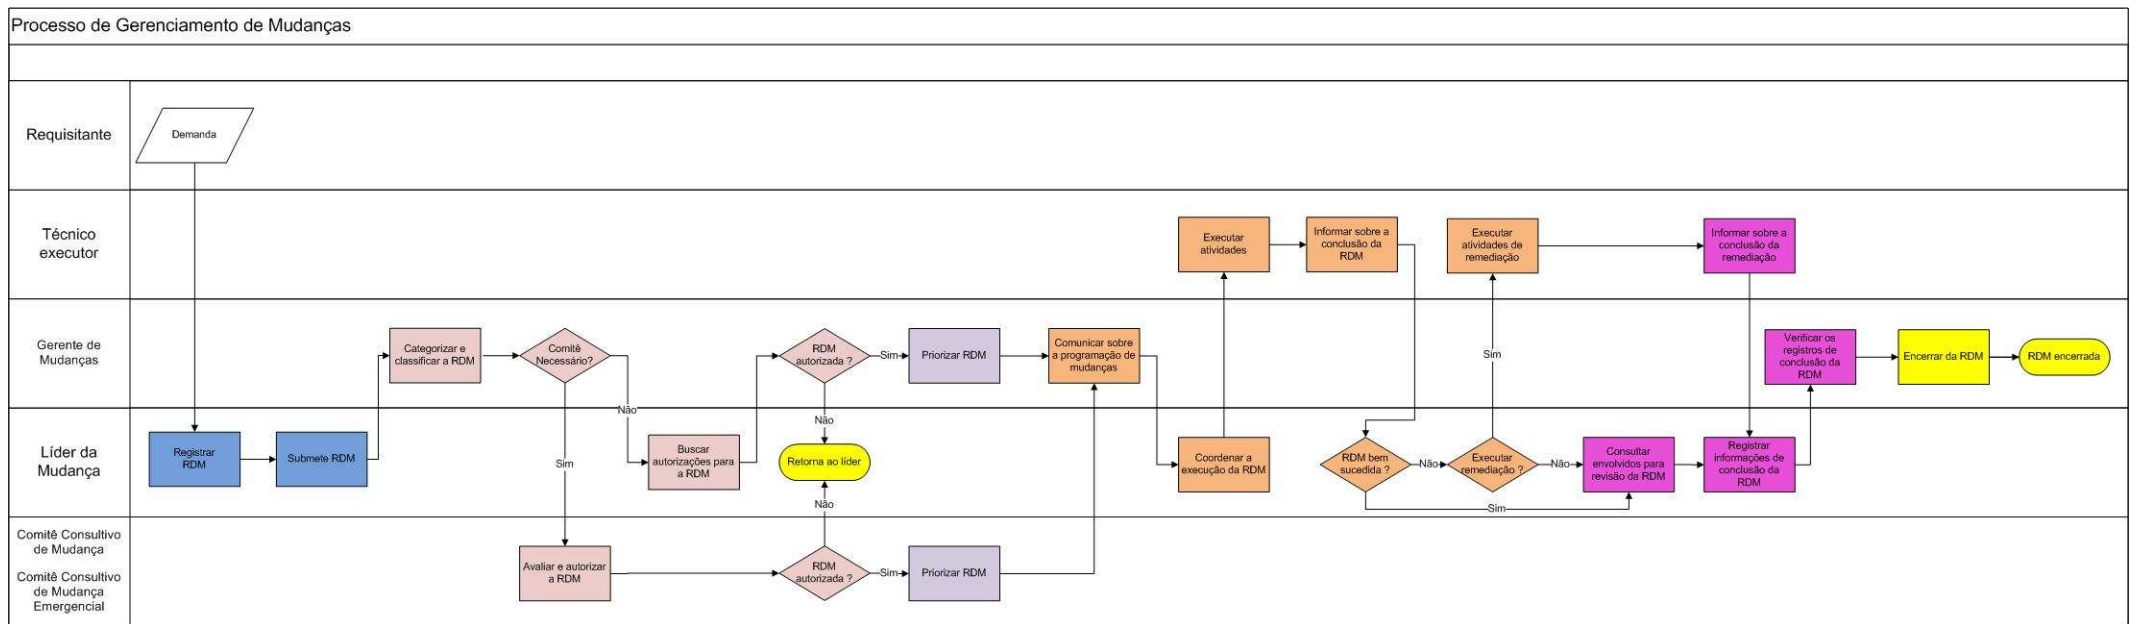 Processo de Gerenciamento de Mudanças
Requisitante
Demanda
Técnico
executor
Executar
atividades
Informar sobre a
conclusão da
RDM
Executar
atividades de
remediação
Informar sobre a
conclusão da
remediação
Gerente de
Mudanças
Categorizar e
classificar a RDM
Comitê
Necessário?
RDM
autorizada ?
Sim
Priorizar RDM
Comunicar sobre
a programação de
mudanças
Sim
Verificar os
registros de
conclusão da
RDM
Encerrar da RDM
RDM encerrada
Não
Não
Líder da
Mudança
Registrar
RDM
Submete RDM
Sim
Buscar
autorizações para
a RDM
Retorna ao líder
Coordenar a
execução da RDM
RDM bem
sucedida ?
Não
Executar
remediação ?
Não
Consultar
envolvidos para
revisão da RDM
Registrar
informações de
conclusão da
RDM
Não
Sim
Comitê Consultivo
de Mudança
Comitê Consultivo
de Mudança
Emergencial
Avaliar e autorizar
a RDM
RDM
autorizada ?
Sim
Priorizar RDM